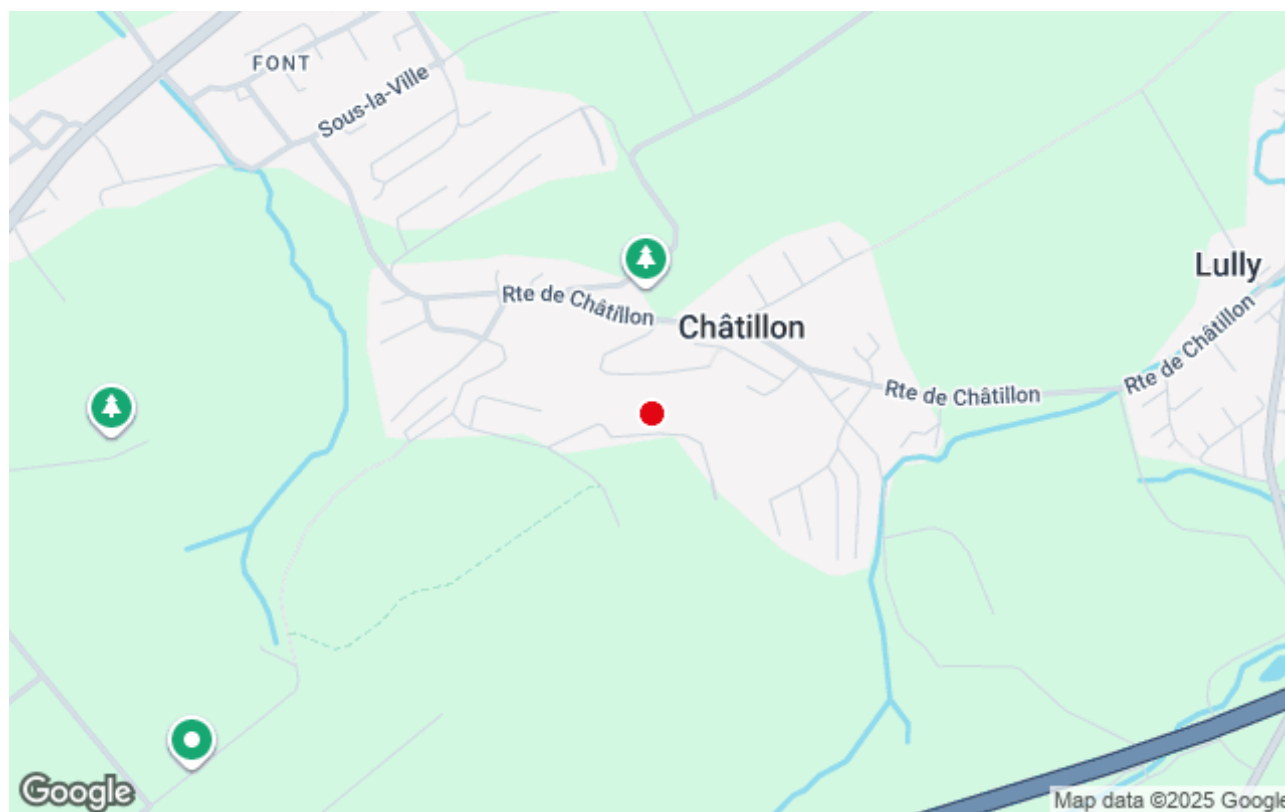 FONT
Sous-la-Ville
Rte de Châtillon
Châtillon
Lully
Rte de Châtillon
Rte de Châtillon
Google
Map data ©2025 Google